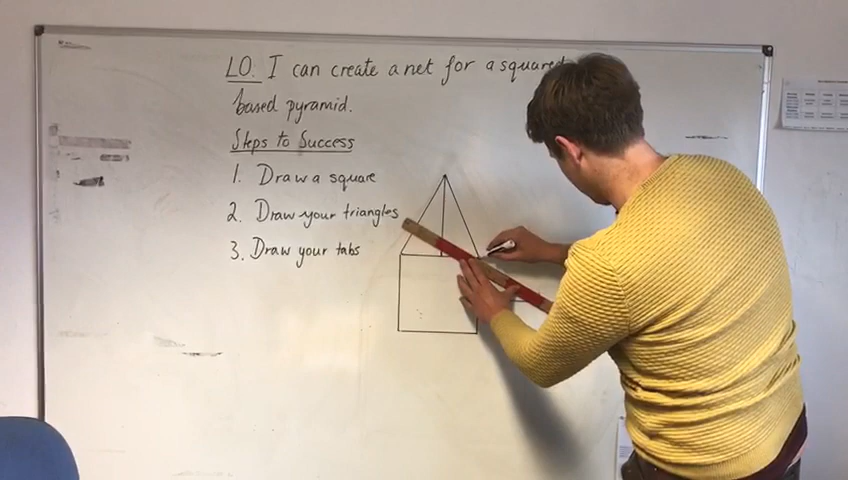 LO. I can create a net for a squared
based pyramid.
Steps to Success
1. Draw a square
2. Draw your triangles
3. Draw your tabs